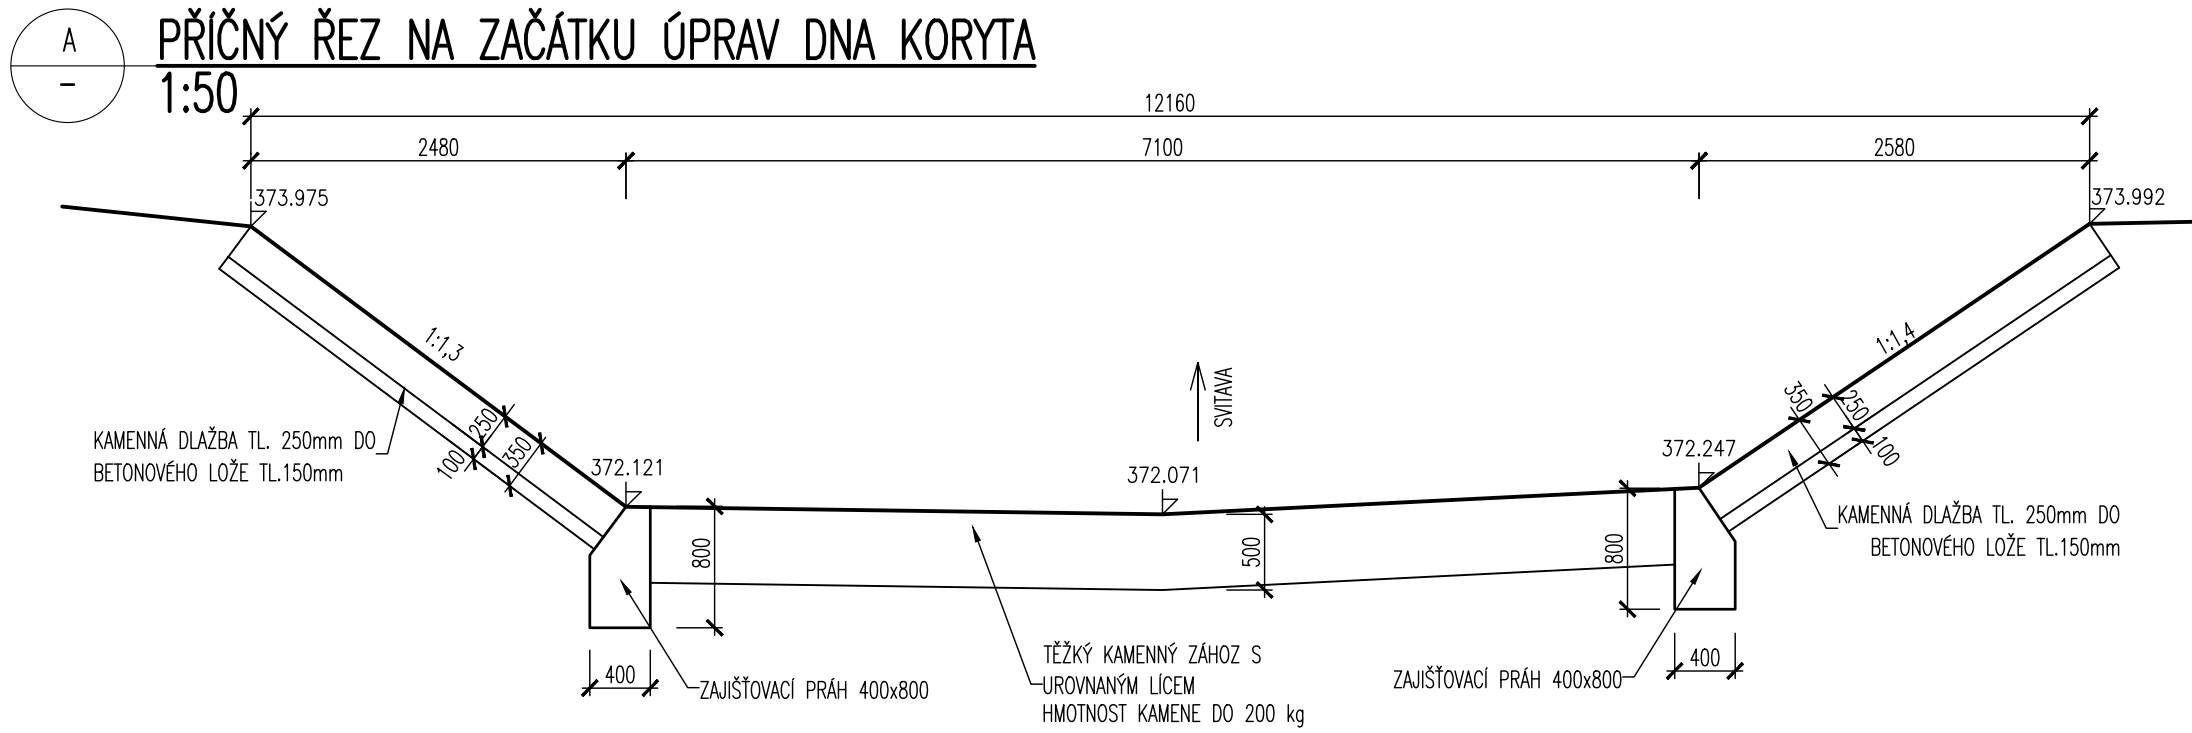 A
PŘÍČNÝ ŘEZ NA ZAČÁTKU ÚPRAV DNA KORYTA
–
1:50
12160
2480
7100
2580
373.975
373.992
1:1,3
1:1,4
SVITAVA
350
250
100
250
350
100
KAMENNÁ DLAŽBA TL. 250mm DO
BETONOVÉHO LOŽE TL.150mm
372.121
372.071
372.247
KAMENNÁ DLAŽBA TL. 250mm DO
BETONOVÉHO LOŽE TL.150mm
800
500
800
400
ZAJIŠŤOVACÍ PRÁH 400x800
TĚŽKÝ KAMENNÝ ZÁHOZ S
UROVNANÝM LÍCEM
HMOTNOST KAMENE DO 200 kg
ZAJIŠŤOVACÍ PRÁH 400x800
400